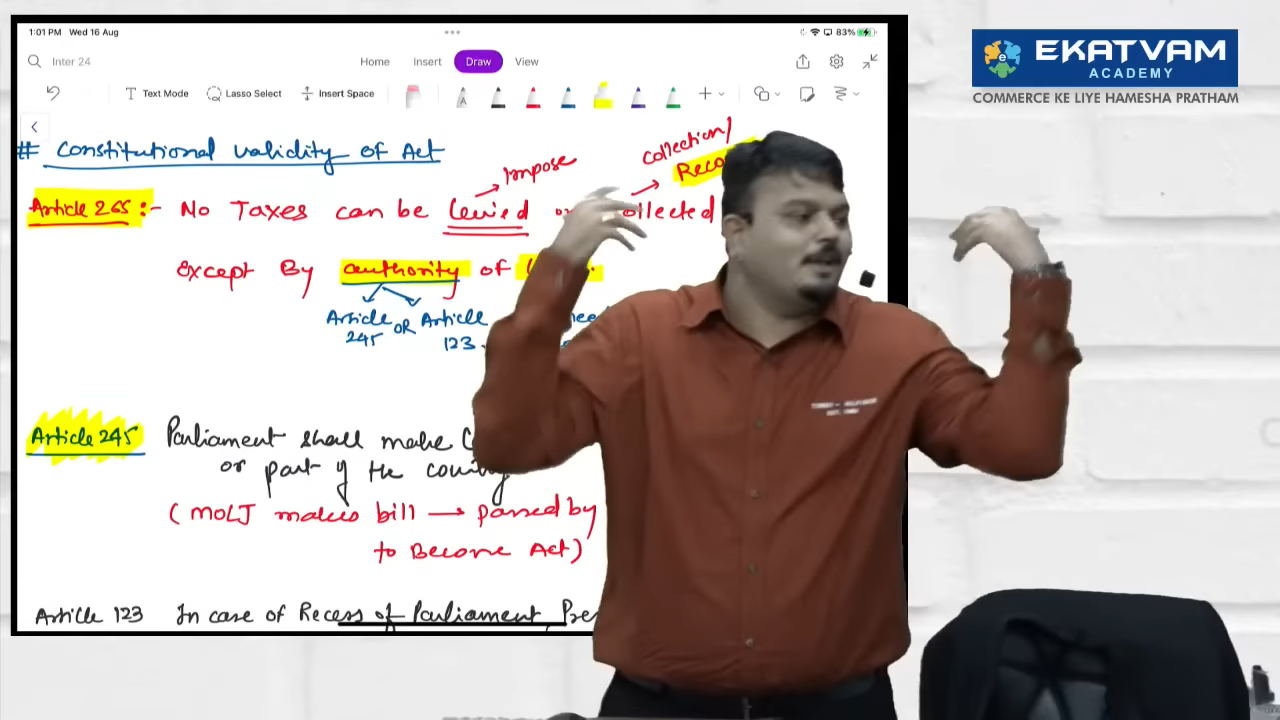 1:01 PM Wed 16 Aug
83%
Inter 24
Home Insert Draw View
Text Mode Lasso Select Insert Space
EKATVAM
ACADEMY
COMMERCE KE LIYE HAMESHA PRATHAM
# Constitutional validity of Act
Impose
Collection/
Article 265:- No Taxes can be levied collected
Except By authority of
Article OR Article
245 123
Article 245 Parliament shall make
or part of the country
(MOLJ makes bill → passed by
to Become Act)
Article 123 In case of Recess of Parliament,